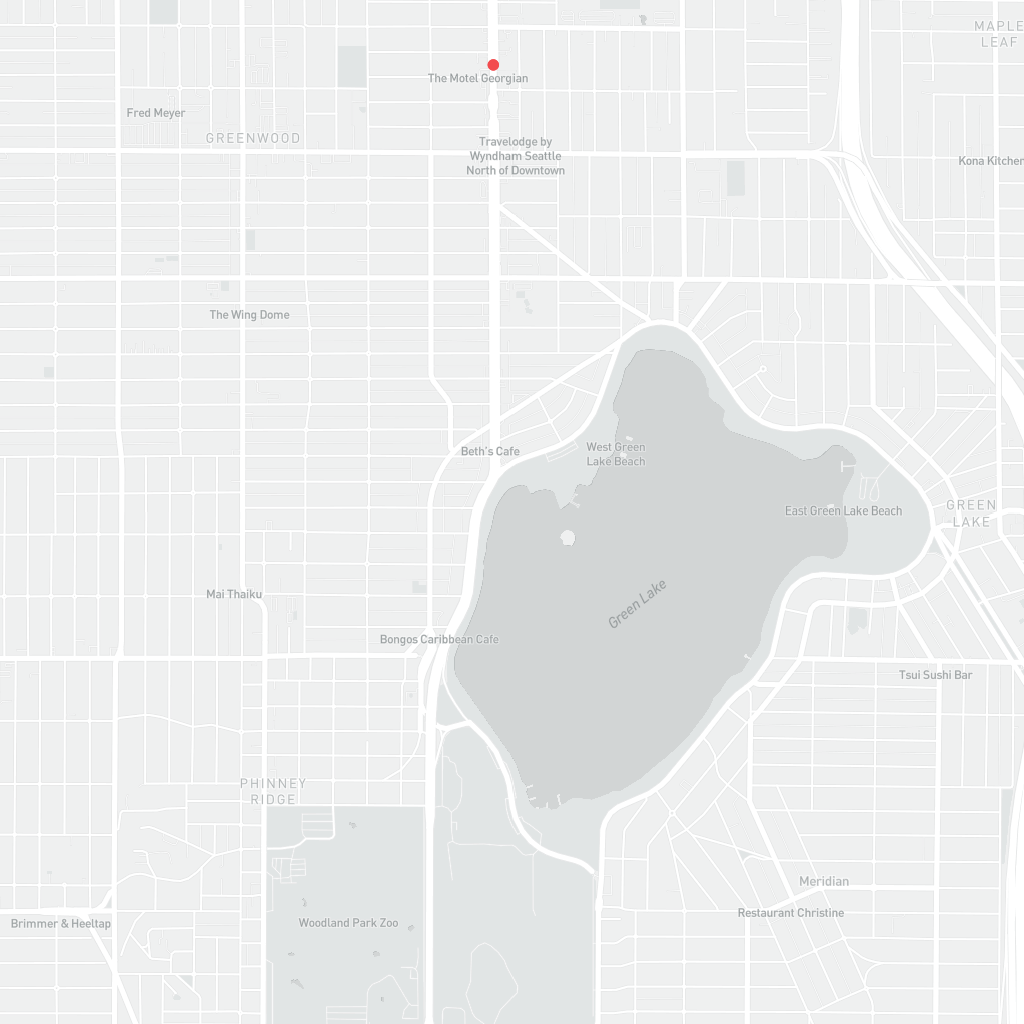 MAPLE
LEAF
The Motel Georgian
Fred Meyer
GREENWOOD
Travelodge by
Wyndham Seattle
North of Downtown
Kona Kitchen
The Wing Dome
Beth's Cafe
West Green
Lake Beach
East Green Lake Beach
GREEN
LAKE
Green Lake
Mai Thaiku
Bongos Caribbean Cafe
Tsui Sushi Bar
PHINNEY
RIDGE
Meridian
Restaurant Christine
Brimmer & Heeltap
Woodland Park Zoo